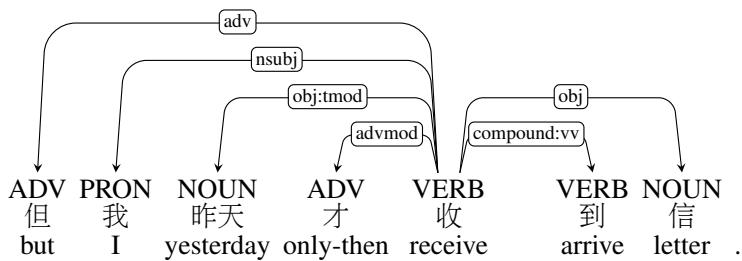 adv
nsubj
obj:tmod obj
advmod compound:vv
ADV PRON NOUN ADV VERB VERB NOUN
但 我 昨天 才 收 到 信
but I yesterday only-then receive arrive letter .